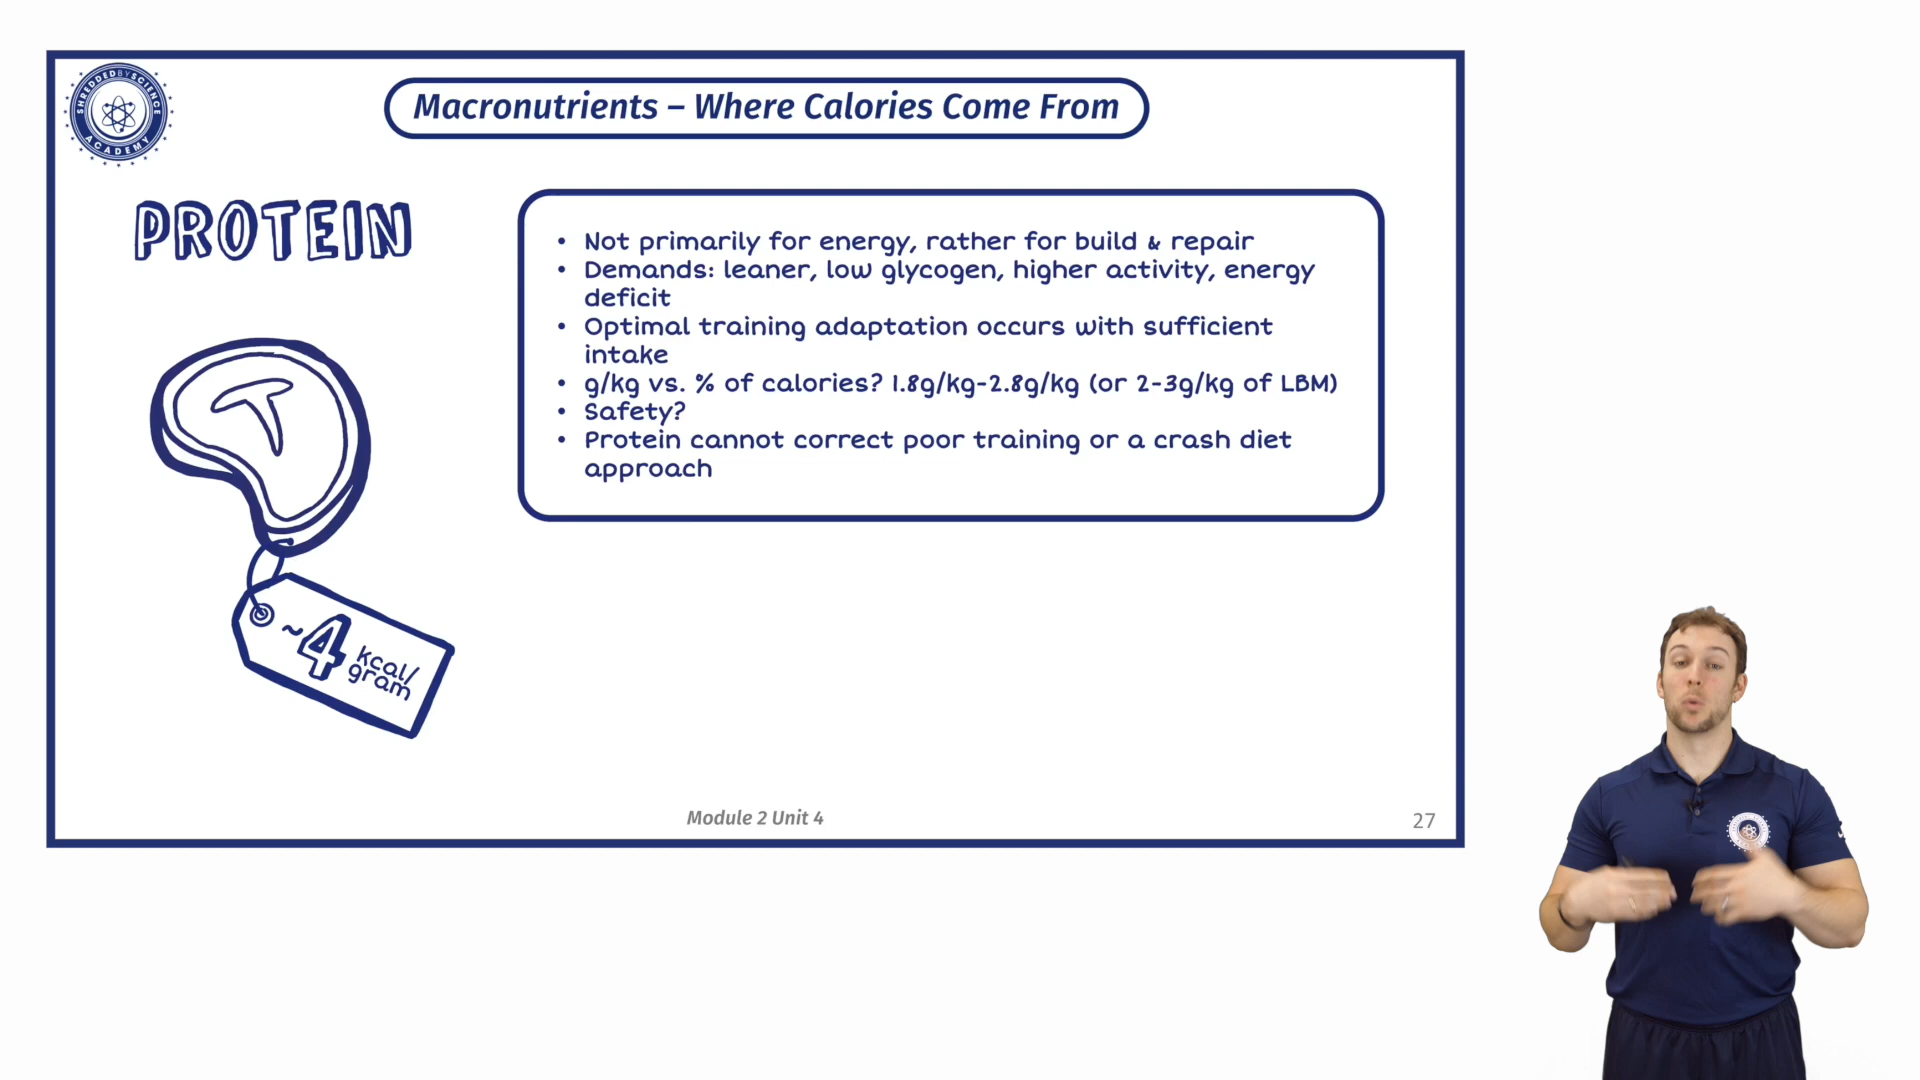 SHREDDEDBYSCIENCE
ACADEMY
Macronutrients – Where Calories Come From
PROTEIN
• Not primarily for energy, rather for build & repair
• Demands: leaner, low glycogen, higher activity, energy
deficit
• Optimal training adaptation occurs with sufficient
intake
• g/kg vs. % of calories? 1.8g/kg-2.8g/kg (or 2-3g/kg of LBM)
• Safety?
• Protein cannot correct poor training or a crash diet
approach
~4 kcal/
gram
Module 2 Unit 4
27